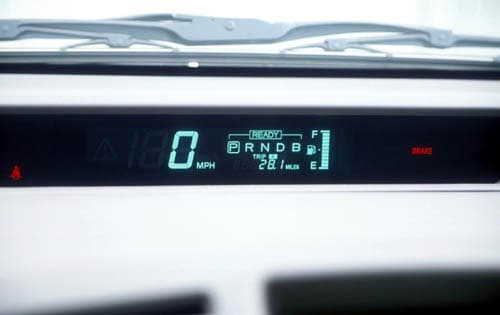 READY
F
0 MPH
P R N D B
BRAKE
TRIP
28.1 MILES
E